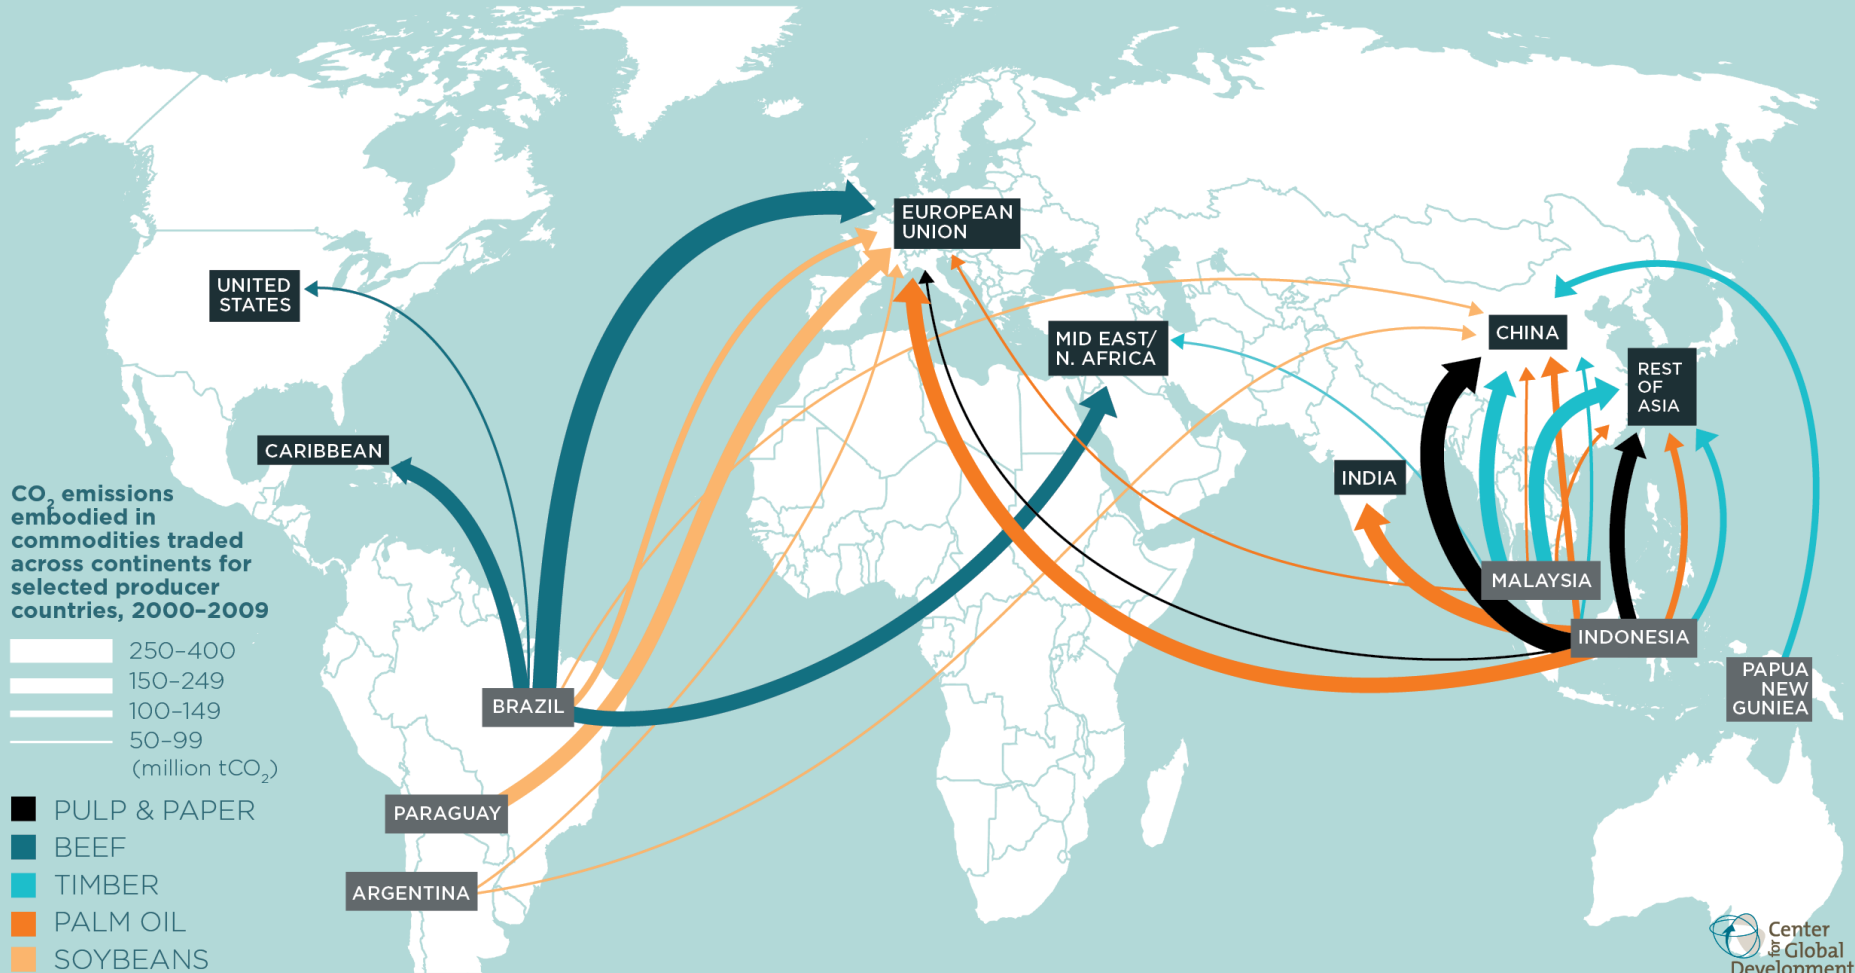 EUROPEAN
UNION
UNITED
STATES
MID EAST/
N. AFRICA
CHINA
REST
OF
ASIA
CARIBBEAN
INDIA
CO2 emissions
embodied in
commodities traded
across continents for
selected producer
countries, 2000–2009
250–400
150–249
100–149
50–99
(million tCO2)
MALAYSIA
INDONESIA
PAPUA
NEW
GUNIEA
BRAZIL
PARAGUAY
ARGENTINA
PULP & PAPER
BEEF
TIMBER
PALM OIL
SOYBEANS
Center
for Global
Development